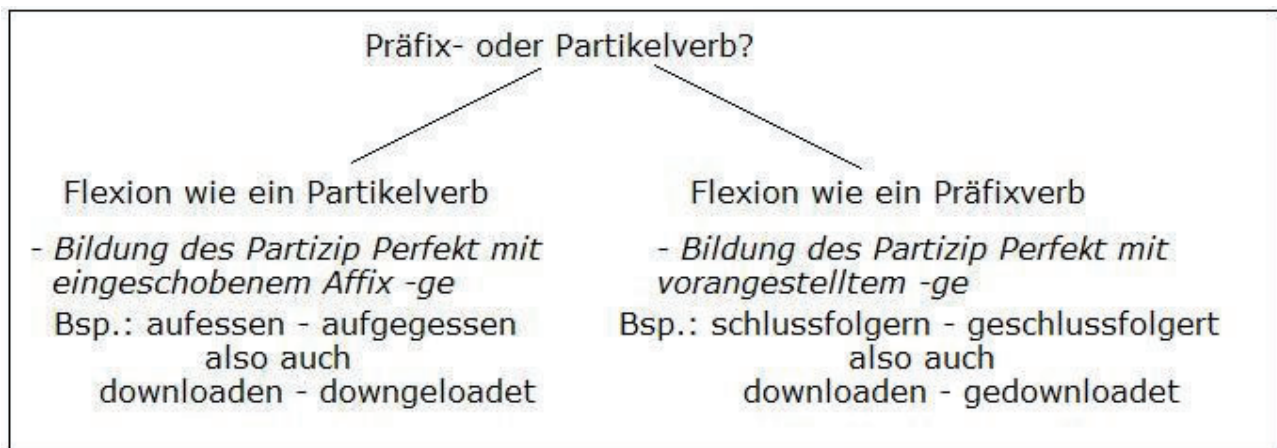 Präfix- oder Partikelverb?
Flexion wie ein Partikelverb
- Bildung des Partizip Perfekt mit
eingeschobenem Affix -ge
Bsp.: aufessen - aufgegessen
also auch
downloaden - downgeloadet
Flexion wie ein Präfixverb
- Bildung des Partizip Perfekt mit
vorangestelltem -ge
Bsp.: schlussfolgern - geschlussfolgert
also auch
downloaden - gedownloadet